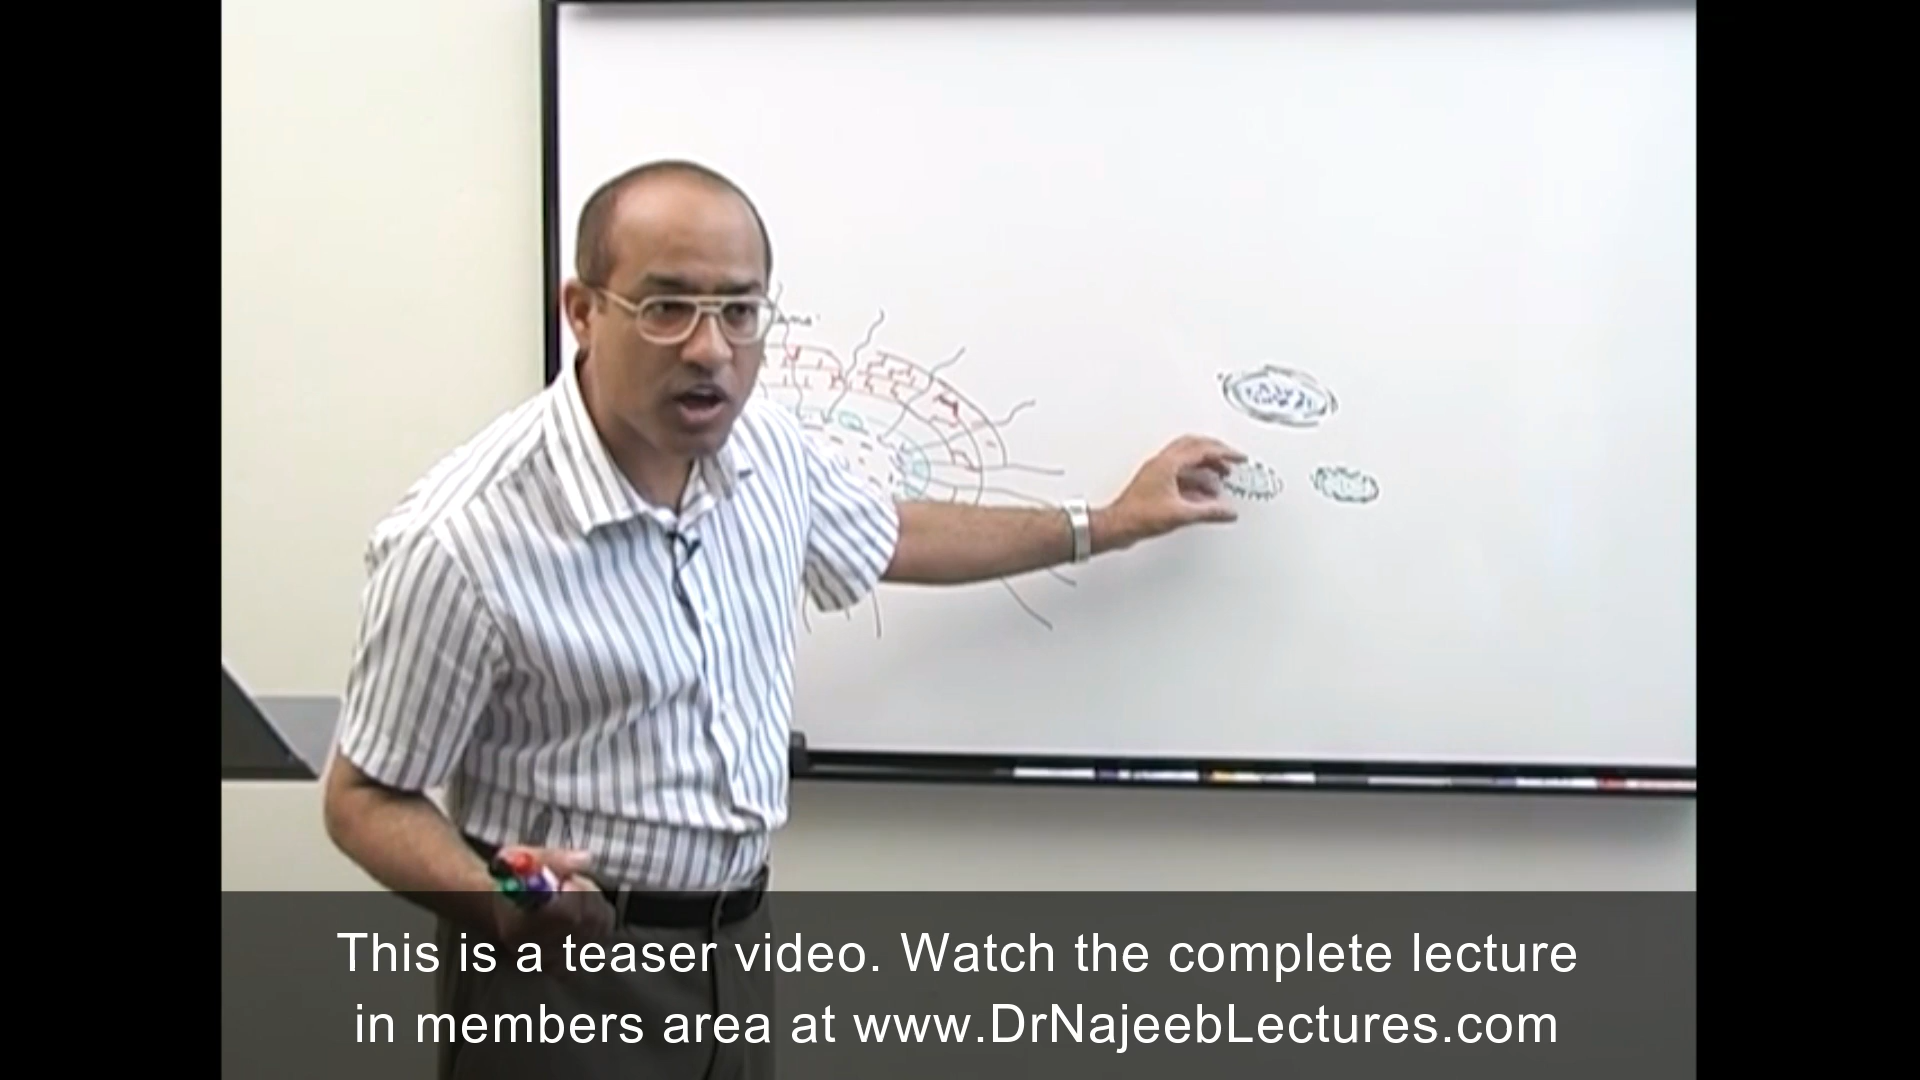 This is a teaser video. Watch the complete lecture
in members area at www.DrNajeebLectures.com